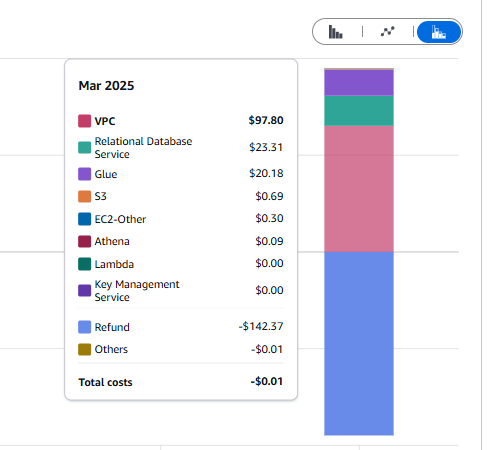 Mar 2025
VPC $97.80
Relational Database
Service $23.31
Glue $20.18
S3 $0.69
EC2-Other $0.30
Athena $0.09
Lambda $0.00
Key Management
Service $0.00
Refund -$142.37
Others -$0.01
Total costs -$0.01